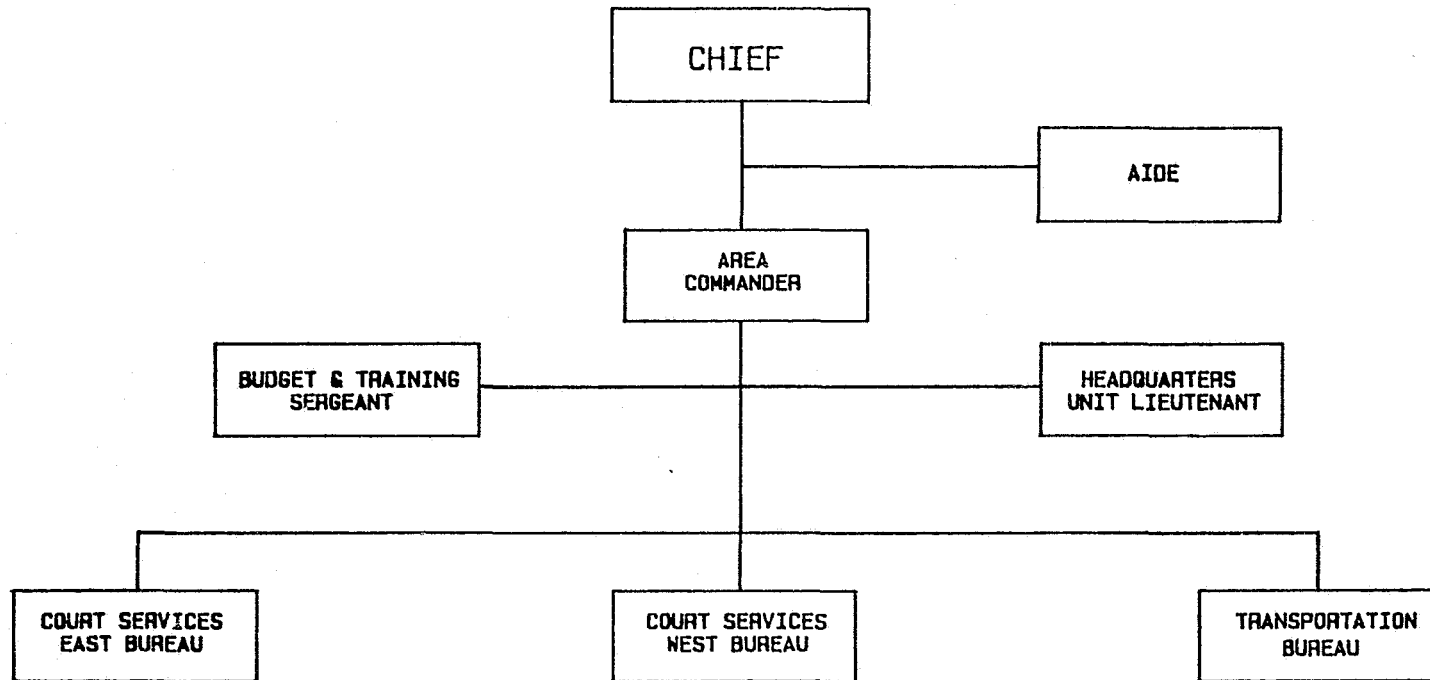 CHIEF
AIDE
AREA
COMMANDER
BUDGET & TRAINING
SERGEANT
HEADQUARTERS
UNIT LIEUTENANT
COURT SERVICES
EAST BUREAU
COURT SERVICES
WEST BUREAU
TRANSPORTATION
BUREAU